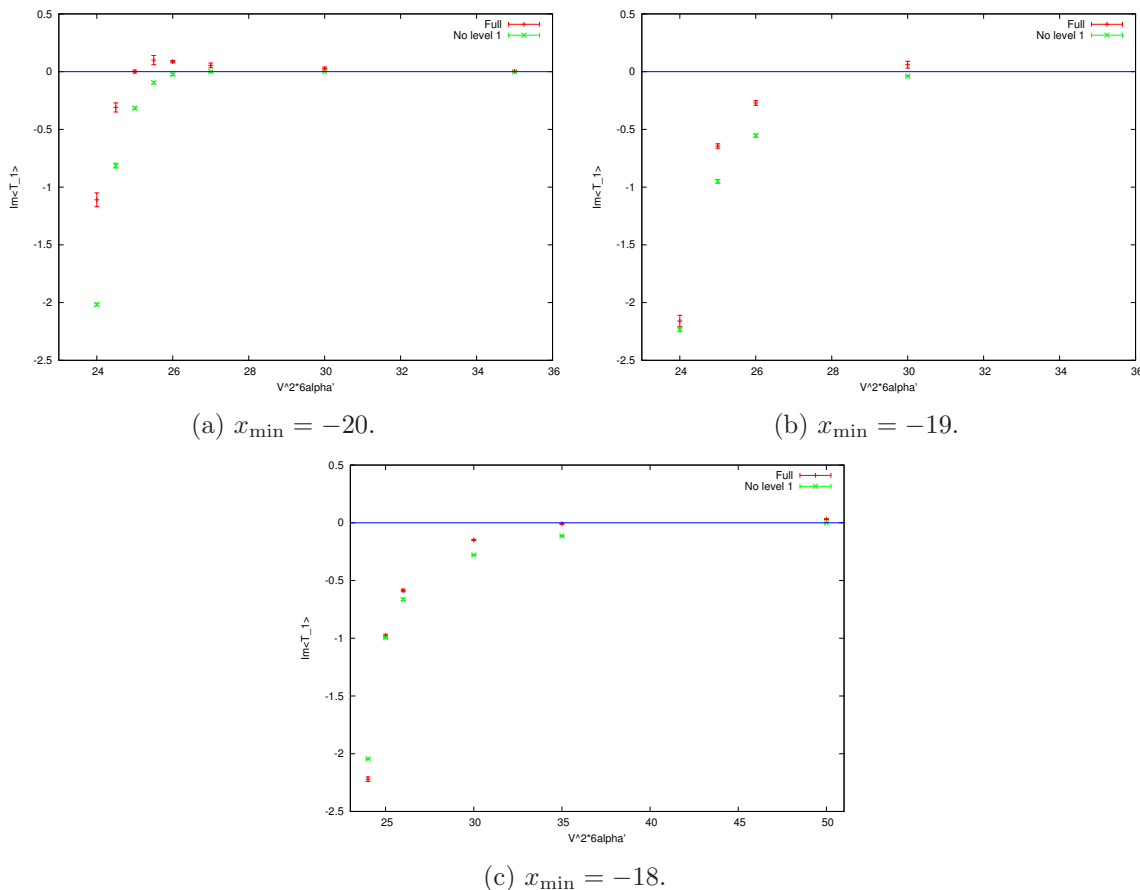 0.5
0
-0.5
-1
-1.5
-2
-2.5
24 26 28 30 32 34 36
Im<T_1>
V^2*6alpha'
Full
No level 1
(a) x_min = −20.
0.5
0
-0.5
-1
-1.5
-2
-2.5
24 26 28 30 32 34 36
Im<T_1>
V^2*6alpha'
Full
No level 1
(b) x_min = −19.
0.5
0
-0.5
-1
-1.5
-2
-2.5
25 30 35 40 45 50
Im<T_1>
V^2*6alpha'
Full
No level 1
(c) x_min = −18.